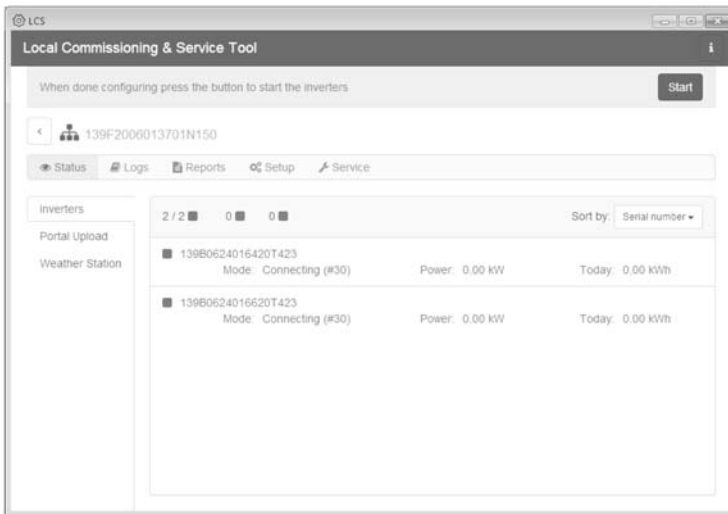 LCS
Local Commissioning & Service Tool
i
When done configuring press the button to start the inverters
Start
139F2006013701N150
Status Logs Reports Setup Service
Inverters
Portal Upload
Weather Station
2 / 2 0 0 Sort by: Serial number
139B0624016420T423
Mode: Connecting (#30) Power: 0.00 kW Today: 0.00 kWh
139B0624016620T423
Mode: Connecting (#30) Power: 0.00 kW Today: 0.00 kWh